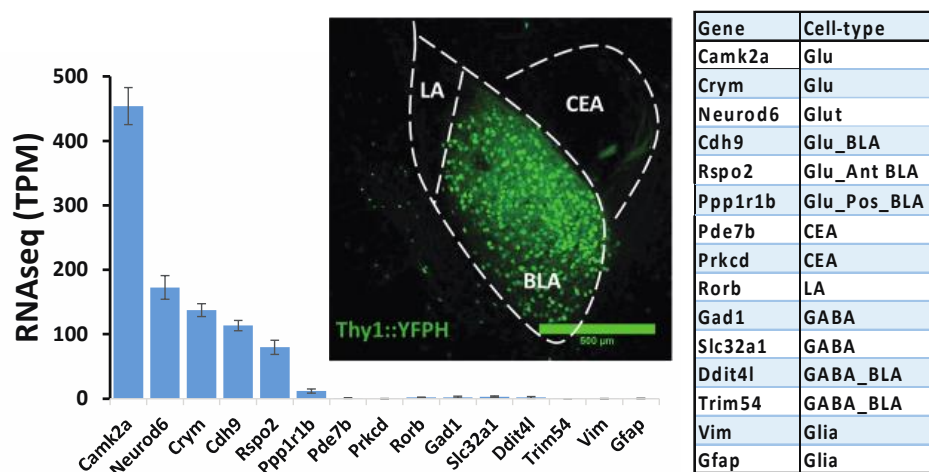 RNAseq (TPM)
500
400
300
200
100
0
Camk2a
Neurod6
Crym
Cdh9
Rspo2
Ppp1r1b
Pde7b
Prkcd
Rorb
Gad1
Slc32a1
Ddit4l
Trim54
Vim
Gfap
LA
CEA
BLA
Thy1::YFPH
500 µm
Gene Cell-type
Camk2a Glu
Crym Glu
Neurod6 Glut
Cdh9 Glu_BLA
Rspo2 Glu_Ant BLA
Ppp1r1b Glu_Pos_BLA
Pde7b CEA
Prkcd CEA
Rorb LA
Gad1 GABA
Slc32a1 GABA
Ddit4l GABA_BLA
Trim54 GABA_BLA
Vim Glia
Gfap Glia